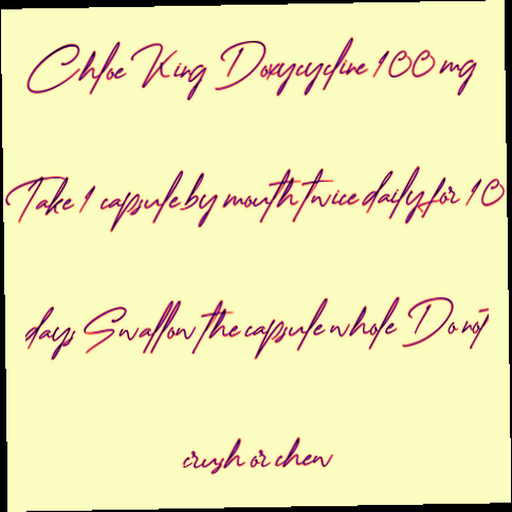 Chloe King Doxycycline 100 mg
Take 1 capsule by mouth twice daily for 10
days Swallow the capsule whole Do not
crush or chew